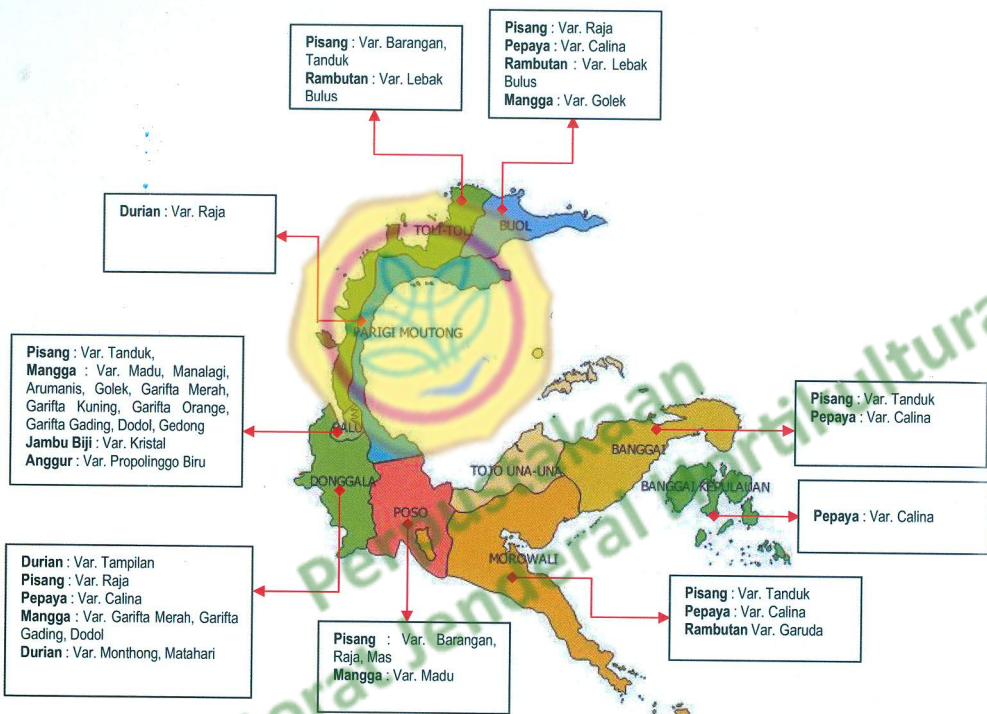 Pisang : Var. Barangan,
Tanduk
Rambutan : Var. Lebak
Bulus
Pisang : Var. Raja
Pepaya : Var. Calina
Rambutan : Var. Lebak
Bulus
Mangga : Var. Golek
Durian : Var. Raja
TOLI-TOLI
BUOL
PARIGI MOUTONG
Pisang : Var. Tanduk,
Mangga : Var. Madu, Manalagi,
Arumanis, Golek, Garifta Merah,
Garifta Kuning, Garifta Orange,
Garifta Gading, Dodol, Gedong
Jambu Biji : Var. Kristal
Anggur : Var. Propolinggo Biru
PALU
Pisang : Var. Tanduk
Pepaya : Var. Calina
BANGGAI
TOJO UNA-UNA
BANGGAI KEPULAUAN
DONGGALA
POSO
Pepaya : Var. Calina
MOROWALI
Durian : Var. Tampilan
Pisang : Var. Raja
Pepaya : Var. Calina
Mangga : Var. Garifta Merah, Garifta
Gading, Dodol
Durian : Var. Monthong, Matahari
Pisang : Var. Barangan,
Raja, Mas
Mangga : Var. Madu
Pisang : Var. Tanduk
Pepaya : Var. Calina
Rambutan Var. Garuda
Perpustakaan
orat Jenderal Hortikultura